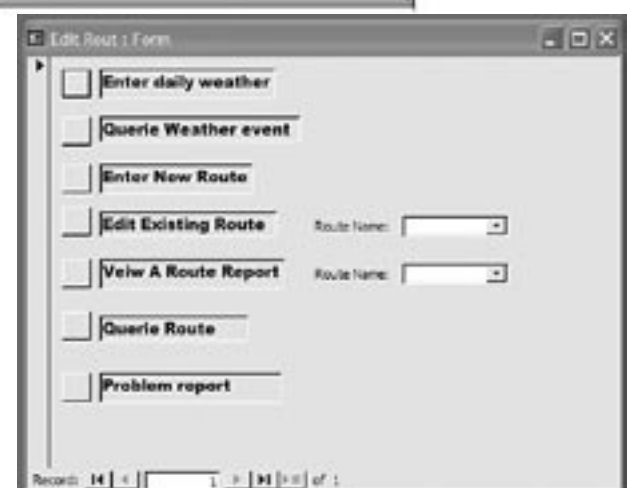 Edit Rout : Form
Enter daily weather
Querie Weather event
Enter New Route
Edit Existing Route Route Name:
Veiw A Route Report Route Name:
Querie Route
Problem report
Record: 1 of 1